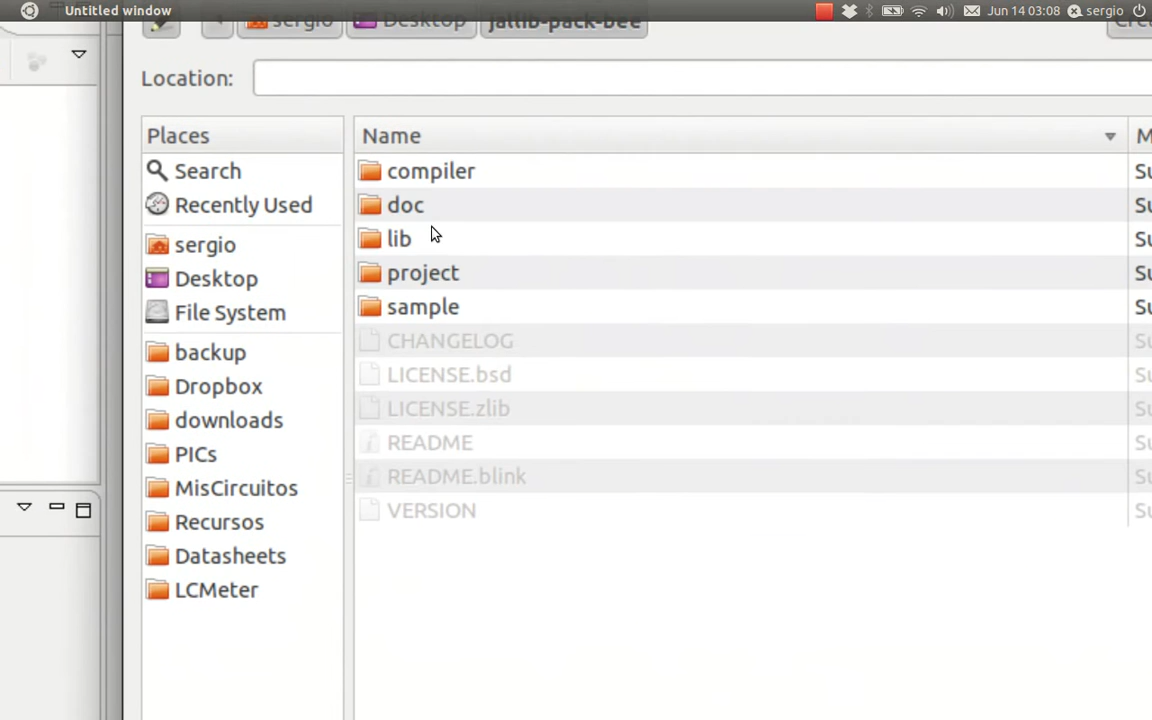 Untitled window
Jun 14 03:08 sergio
sergio Desktop jallib-pack-bee
Location:
Places
Search
Recently Used
sergio
Desktop
File System
backup
Dropbox
downloads
PICs
MisCircuitos
Recursos
Datasheets
LCMeter
Name
compiler
doc
lib
project
sample
CHANGELOG
LICENSE.bsd
LICENSE.zlib
README
README.blink
VERSION